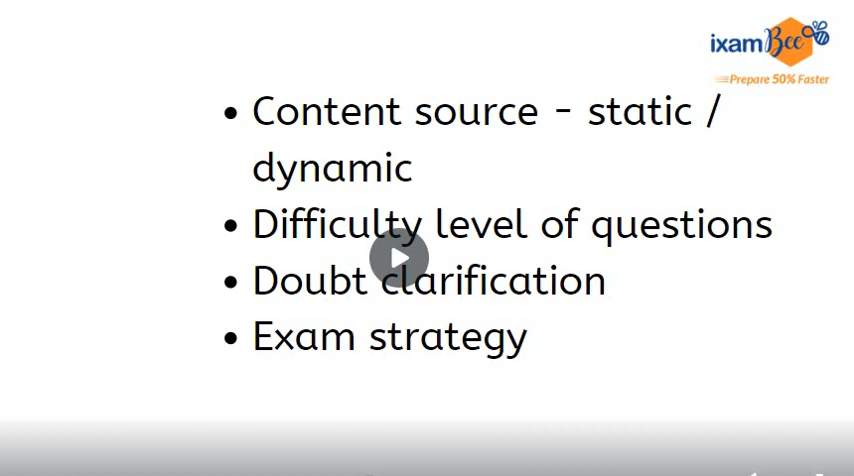 ixamBee
Prepare 50% Faster
• Content source - static /
dynamic
• Difficulty level of questions
• Doubt clarification
• Exam strategy